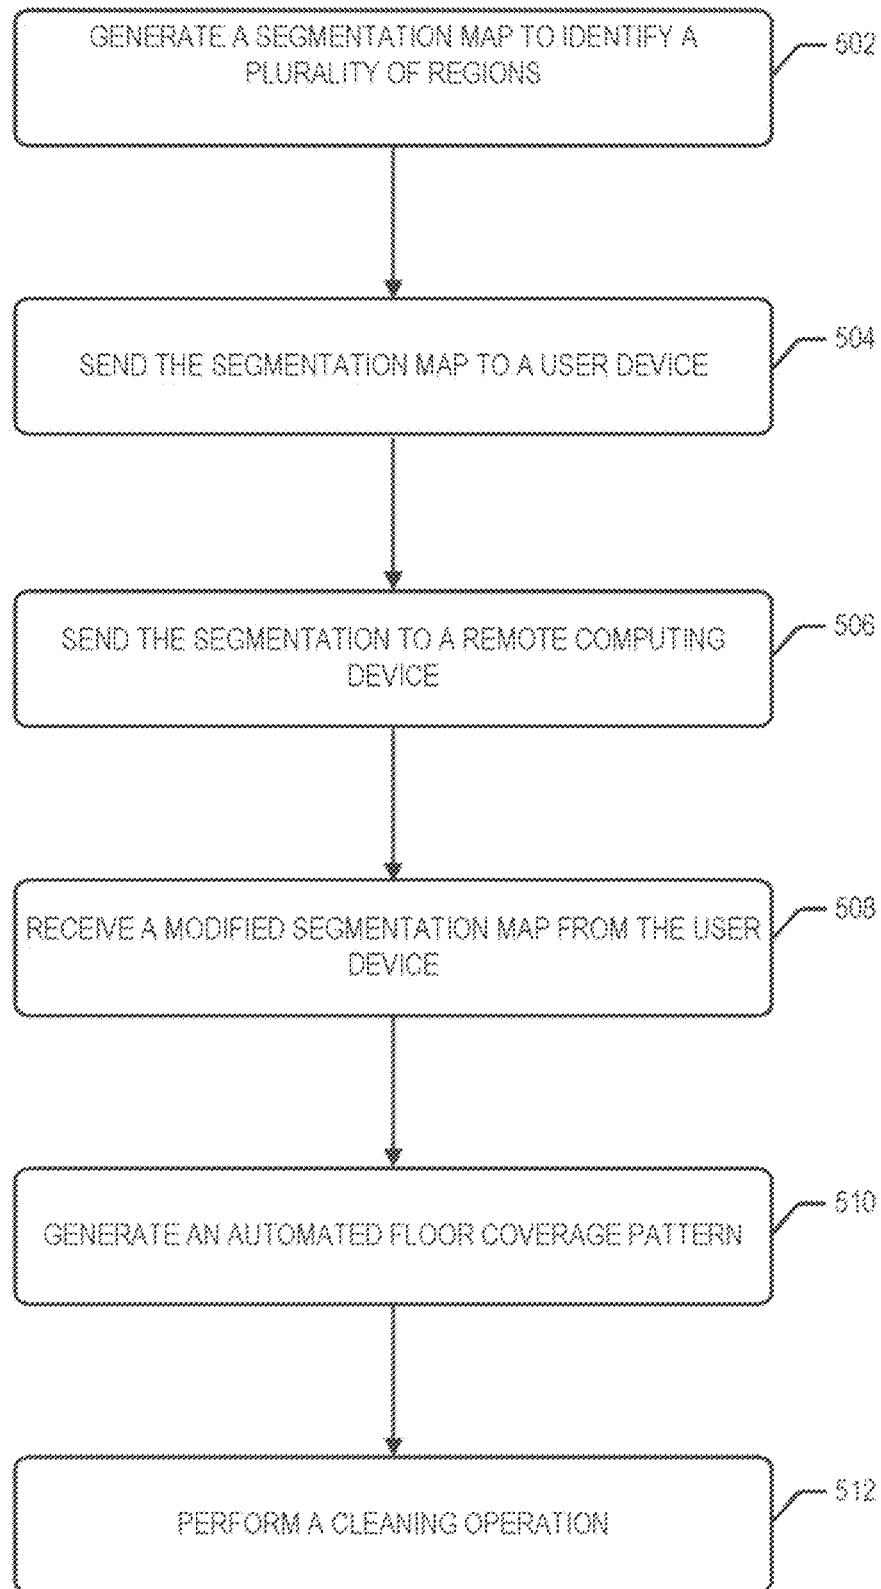 GENERATE A SEGMENTATION MAP TO IDENTIFY A
PLURALITY OF REGIONS
502
SEND THE SEGMENTATION MAP TO A USER DEVICE
504
SEND THE SEGMENTATION TO A REMOTE COMPUTING
DEVICE
506
RECEIVE A MODIFIED SEGMENTATION MAP FROM THE USER
DEVICE
508
GENERATE AN AUTOMATED FLOOR COVERAGE PATTERN
510
PERFORM A CLEANING OPERATION
512